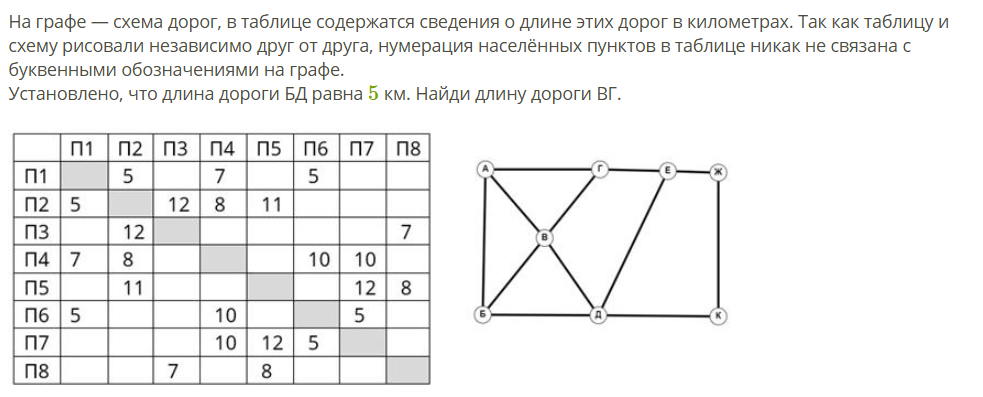 На графе — схема дорог, в таблице содержатся сведения о длине этих дорог в километрах. Так как таблицу и
схему рисовали независимо друг от друга, нумерация населённых пунктов в таблице никак не связана с
буквенными обозначениями на графе.
Установлено, что длина дороги БД равна 5 км. Найди длину дороги ВГ.
П1 П2 П3 П4 П5 П6 П7 П8
П1 5 7 5
П2 5 12 8 11
П3 12 7
П4 7 8 10 10
П5 11 12 8
П6 5 10 5
П7 10 12 5
П8 7 8
А Г Е Ж
В
Б Д К